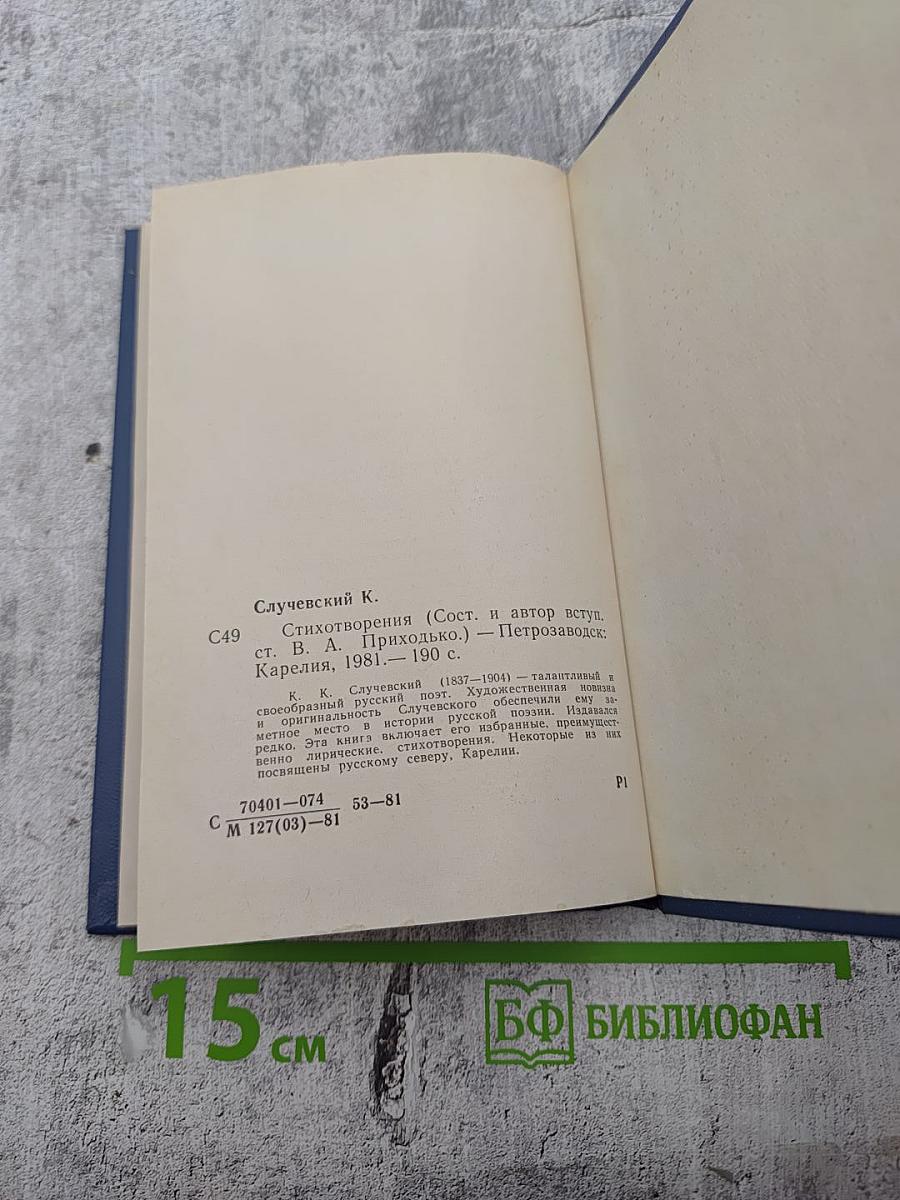 Случевский К.
С49 Стихотворения (Сост. и автор вступ.
ст. В. А. Приходько.) — Петрозаводск:
Карелия, 1981.— 190 с.
К. К. Случевский (1837—1904) — талантливый и
своеобразный русский поэт. Художественная новизна
и оригинальность Случевского обеспечили ему за-
метное место в истории русской поэзии. Издавался
редко. Эта книга включает его избранные, преимущест-
венно лирические, стихотворения. Некоторые из них
посвящены русскому северу, Карелии.
Р1
70401—074
С 53—81
М 127(03)—81
15 см
БФ БИБЛИОФАН